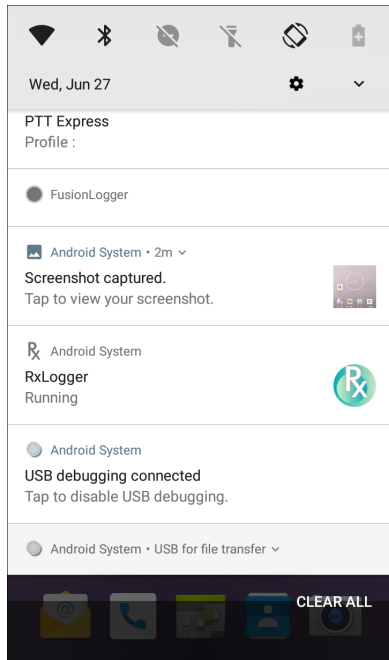 Wed, Jun 27
PTT Express
Profile :
FusionLogger
Android System • 2m
Screenshot captured.
Tap to view your screenshot.
Rx Android System
RxLogger
Running
Rx
Android System
USB debugging connected
Tap to disable USB debugging.
Android System • USB for file transfer
@
CLEAR ALL